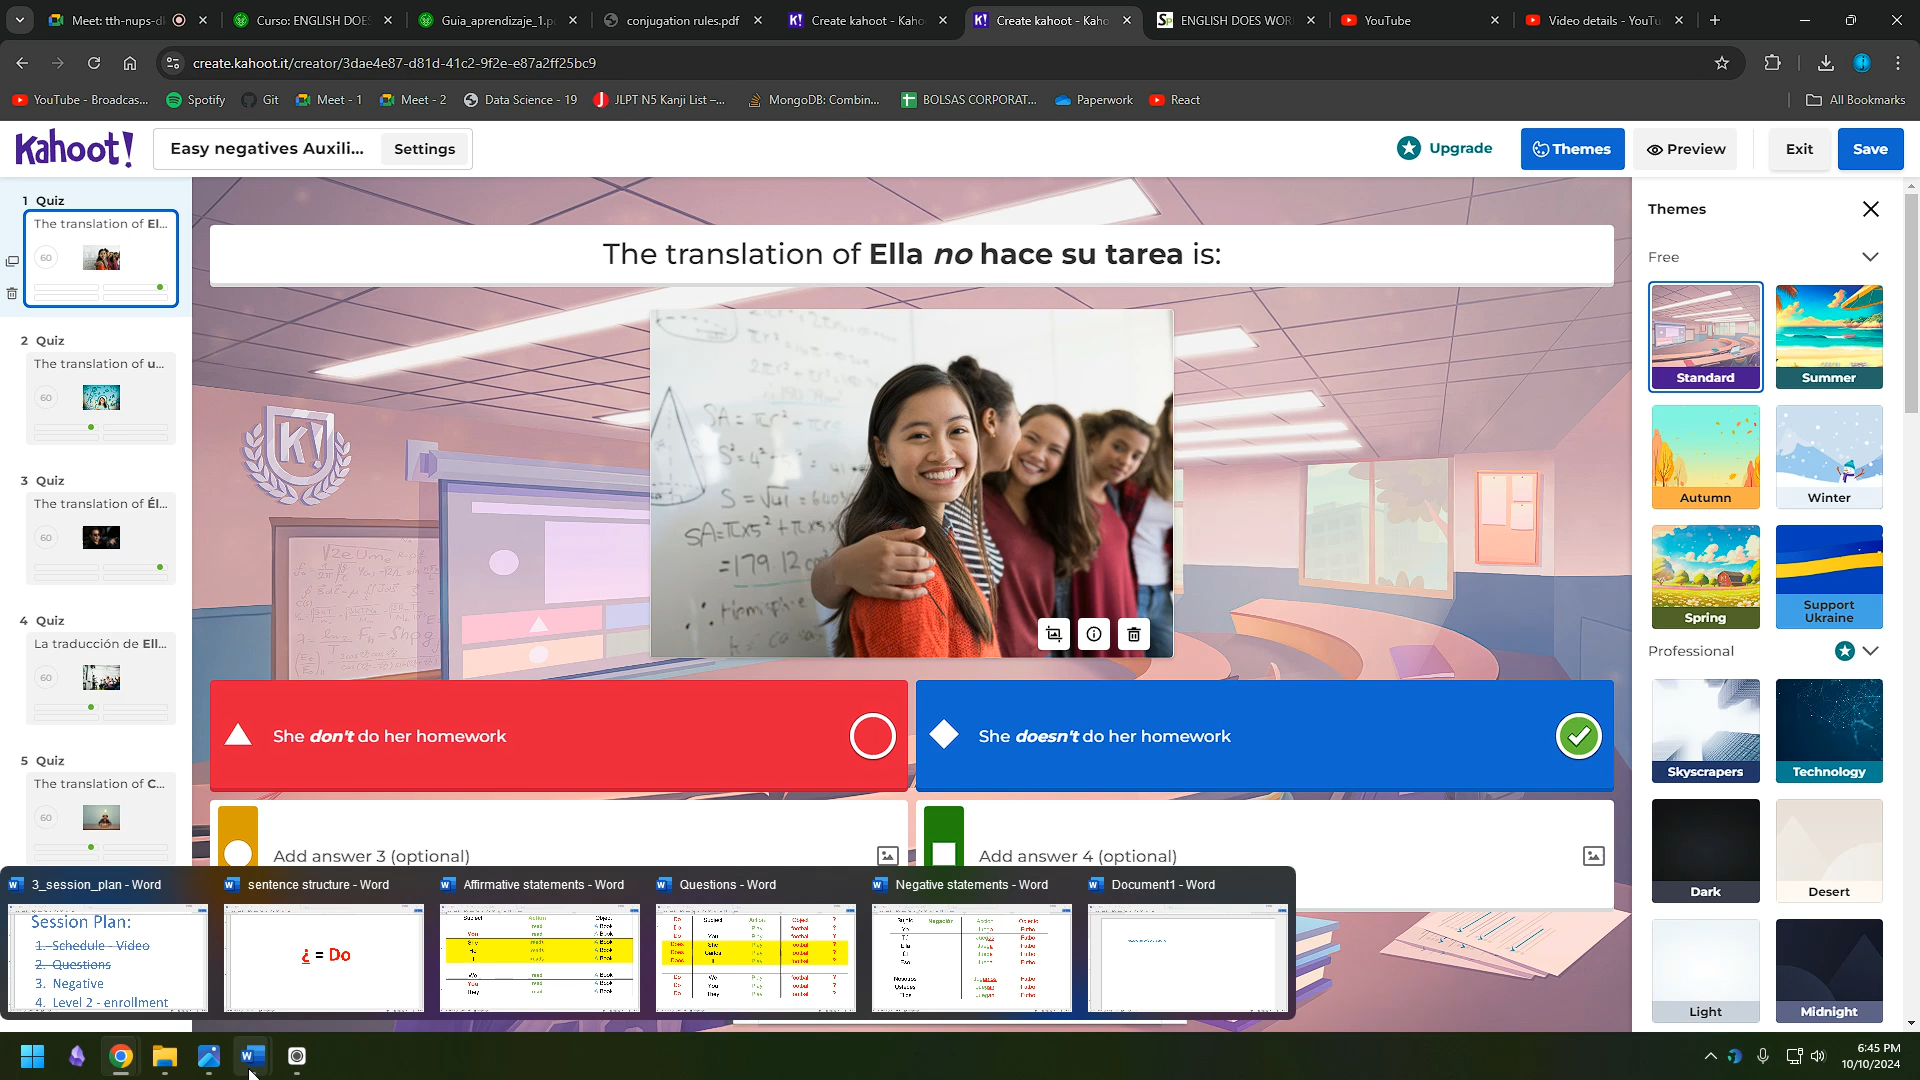 Meet: tth-nups-d
Curso: ENGLISH DOES
Guia_aprendizaje_1.p
conjugation rules.pdf
Create kahoot - Kaho
Create kahoot - Kaho
ENGLISH DOES WOR
YouTube
Video details - YouTu
create.kahoot.it/creator/3dae4e87-d81d-41c2-9f2e-e87a2ff25bc9
YouTube - Broadcas...
Spotify
Git
Meet - 1
Meet - 2
Data Science - 19
JLPT N5 Kanji List –...
MongoDB: Combin...
BOLSAS CORPORAT...
Paperwork
React
All Bookmarks
Kahoot!
Easy negatives Auxili...
Settings
Upgrade
Themes
Preview
Exit
Save
1 Quiz
The translation of El...
60
2 Quiz
The translation of u...
60
3 Quiz
The translation of Él...
60
4 Quiz
La traducción de Ell...
60
5 Quiz
The translation of C...
60
The translation of Ella no hace su tarea is:
K!
She don't do her homework
She doesn't do her homework
Add answer 3 (optional)
Add answer 4 (optional)
Themes
Free
Standard
Summer
Autumn
Winter
Spring
Support
Ukraine
Professional
Skyscrapers
Technology
Dark
Desert
Light
Midnight
3_session_plan - Word
Session Plan:
1. Schedule - Video
2. Questions
3. Negative
4. Level 2 - enrollment
sentence structure - Word
¿ = Do
Affirmative statements - Word
Questions - Word
Negative statements - Word
Document1 - Word
6:45 PM
10/10/2024